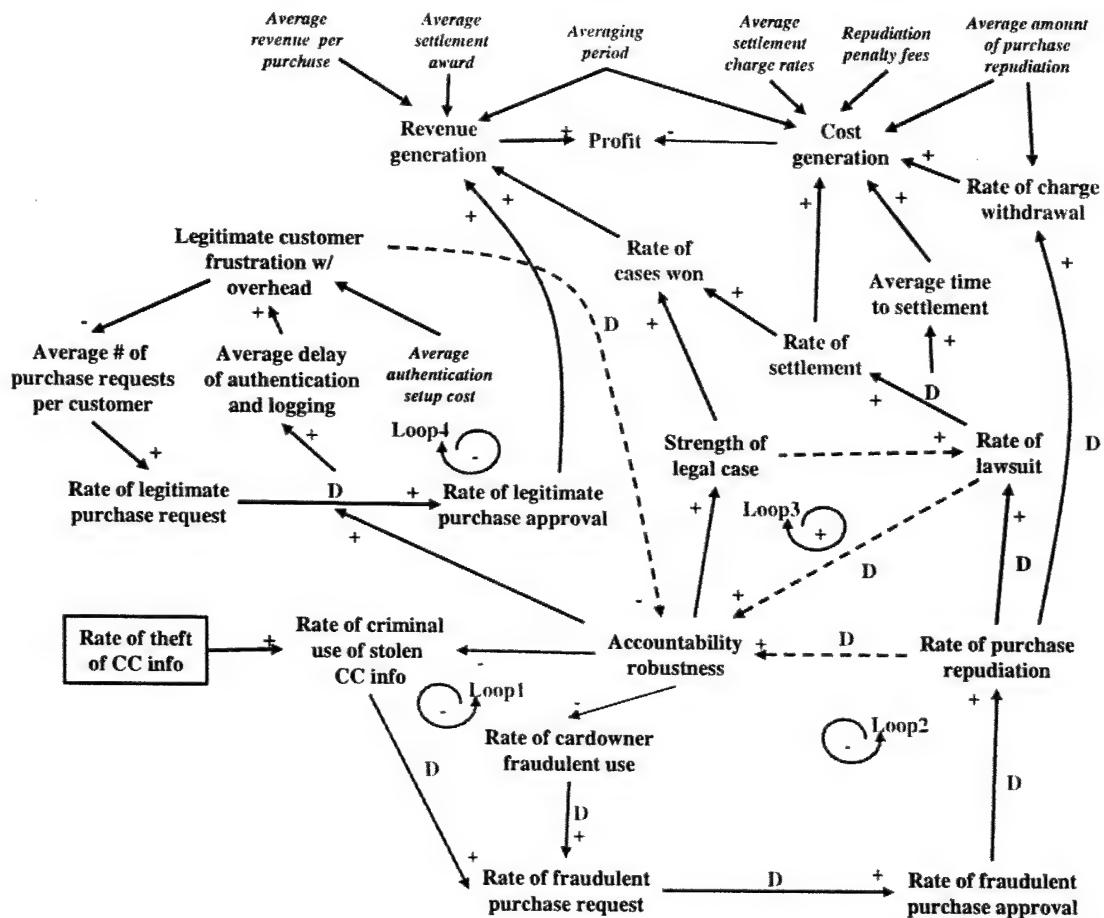 Average
revenue per
purchase
Average
settlement
award
Averaging
period
Average
settlement
charge rates
Repudiation
penalty fees
Average amount
of purchase
repudiation
Revenue
generation
+
Profit
-
Cost
generation
+
Rate of charge
withdrawal
+
+
+
+
+
Legitimate customer
frustration w/
overhead
Rate of
cases won
Average time
to settlement
-
+
D
+
+
+
Average # of
purchase requests
per customer
Average delay
of authentication
and logging
Average
authentication
setup cost
Rate of
settlement
D
+
+
+
Loop4
-
Strength of
legal case
+
Rate of
lawsuit
D
Rate of legitimate
purchase request
D
+
Rate of legitimate
purchase approval
+
+
Loop3
+
+
D
D
+
-
Rate of theft
of CC info
+
Rate of criminal
use of stolen
CC info
-
Accountability
robustness
+
D
Rate of purchase
repudiation
Loop1
-
-
+
Loop2
-
Rate of cardowner
fraudulent use
D
D
+
D
+
Rate of fraudulent
purchase request
D
+
Rate of fraudulent
purchase approval